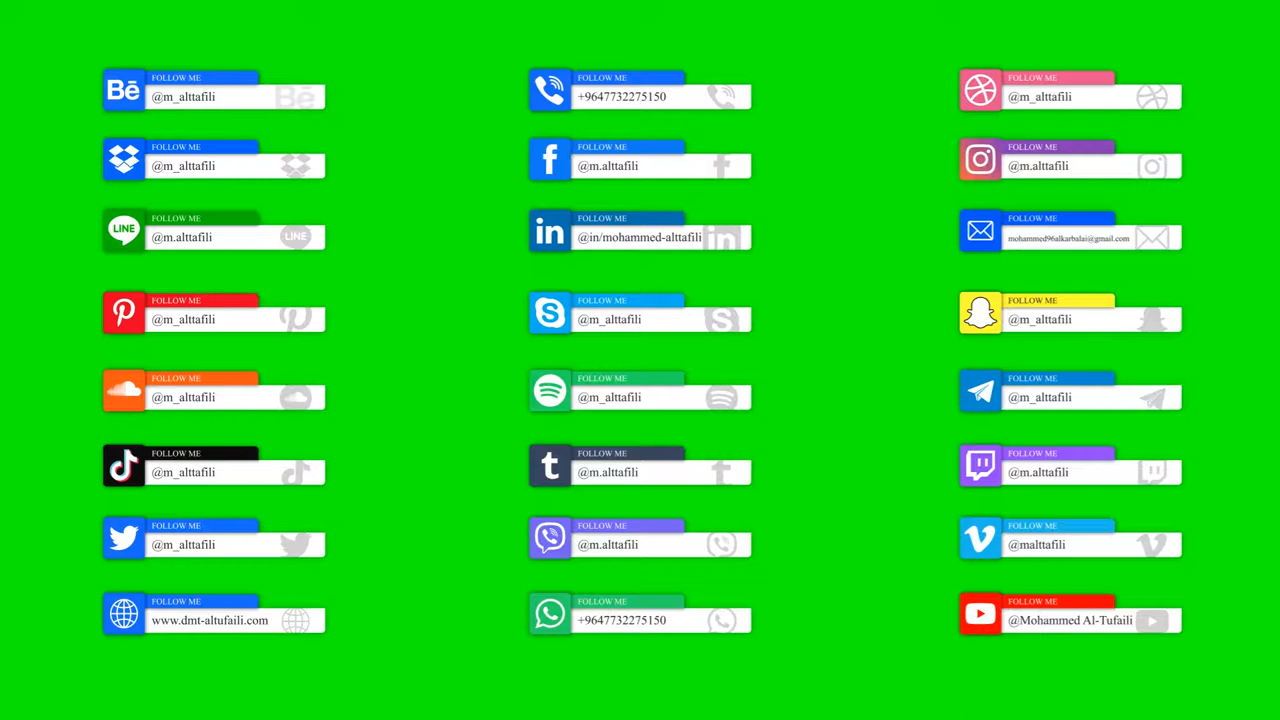 Bē
FOLLOW ME
@m_alttafili
Bē
FOLLOW ME
+9647732275150
FOLLOW ME
@m_alttafili
FOLLOW ME
@m_alttafili
f
FOLLOW ME
@m.alttafili
f
FOLLOW ME
@m.alttafili
LINE
FOLLOW ME
@m.alttafili
LINE
in
FOLLOW ME
@in/mohammed-alttafili
in
FOLLOW ME
mohammed96alkarbalai@gmail.com
FOLLOW ME
@m_alttafili
S
FOLLOW ME
@m_alttafili
S
FOLLOW ME
@m_alttafili
FOLLOW ME
@m_alttafili
FOLLOW ME
@m_alttafili
FOLLOW ME
@m_alttafili
FOLLOW ME
@m_alttafili
t
FOLLOW ME
@m.alttafili
t
FOLLOW ME
@m.alttafili
FOLLOW ME
@m_alttafili
FOLLOW ME
@m.alttafili
FOLLOW ME
@malttafili
FOLLOW ME
www.dmt-altufaili.com
FOLLOW ME
+9647732275150
FOLLOW ME
@Mohammed Al-Tufaili